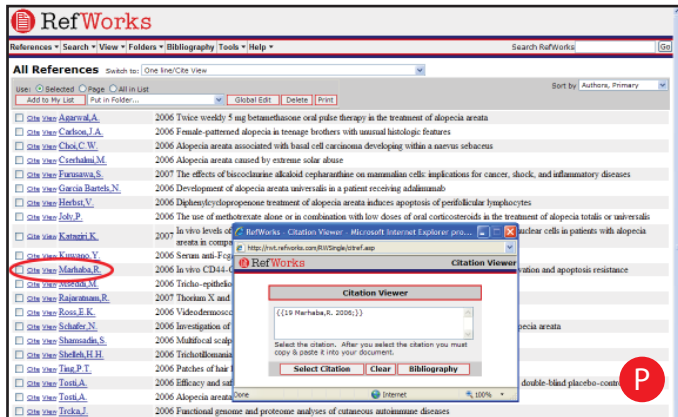 RefWorks
References Search View Folders Bibliography Tools Help Search RefWorks Go
All References Switch to: One line/Cite View
Use: Selected Page All in List Sort by Authors, Primary
Add to My List Put in Folder... Global Edit Delete Print
Cite View Agarwal,A. 2006 Twice weekly 5 mg betamethasone oral pulse therapy in the treatment of alopecia areata
Cite View Carlson,J.A. 2006 Female-patterned alopecia in teenage brothers with unusual histologic features
Cite View Choi,C.W. 2006 Alopecia areata associated with basal cell carcinoma developing within a naevus sebaceus
Cite View Cserhalmi,M. 2006 Alopecia areata caused by extreme solar abuse
Cite View Furusawa,S. 2007 The effects of biscoclaurine alkaloid cepharanthine on mammalian cells: implications for cancer, shock, and inflammatory diseases
Cite View Garcia Bartels,N. 2006 Development of alopecia areata universalis in a patient receiving adalimumab
Cite View Herbst,V. 2006 Diphenylcyclopropenone treatment of alopecia areata induces apoptosis of perifollicular lymphocytes
Cite View Joly,P. 2006 The use of methotrexate alone or in combination with low doses of oral corticosteroids in the treatment of alopecia totalis or universalis
Cite View Katagiri,K. 2007 In vivo levels of uclear cells in patients with alopecia
areata in compa
Cite View Kuwano,Y. 2006 Serum anti-Fcg
Cite View Marhaba,R. 2006 In vivo CD44-C vation and apoptosis resistance
Cite View Msedda,M. 2006 Tricho-epithelio
Cite View Rajaratnam,R. 2007 Thorium X and
Cite View Ross,E.K. 2006 Videodermosc
Cite View Schafer,N. 2006 Investigation of pecia areata
Cite View Shamsadin,S. 2006 Multifocal scalp
Cite View Shelleh,H.H. 2006 Trichotillomania
Cite View Ting,P.T. 2006 Patches of hair l
Cite View Tosti,A. 2006 Efficacy and saf double-blind placebo-contr
Cite View Tosti,A. 2006 Alopecia areata
Cite View Trcka,J. 2006 Functional genome and proteome analyses of cutaneous autoimmune diseases
RefWorks - Citation Viewer - Microsoft Internet Explorer pro...
http://rwt.refworks.com/RWSingle/citref.asp
RefWorks Citation Viewer
Citation Viewer
{{19 Marhaba,R. 2006;}}
Select the citation. After you select the citation you must
copy & paste it into your document.
Select Citation Clear Bibliography
Done Internet 100%
P